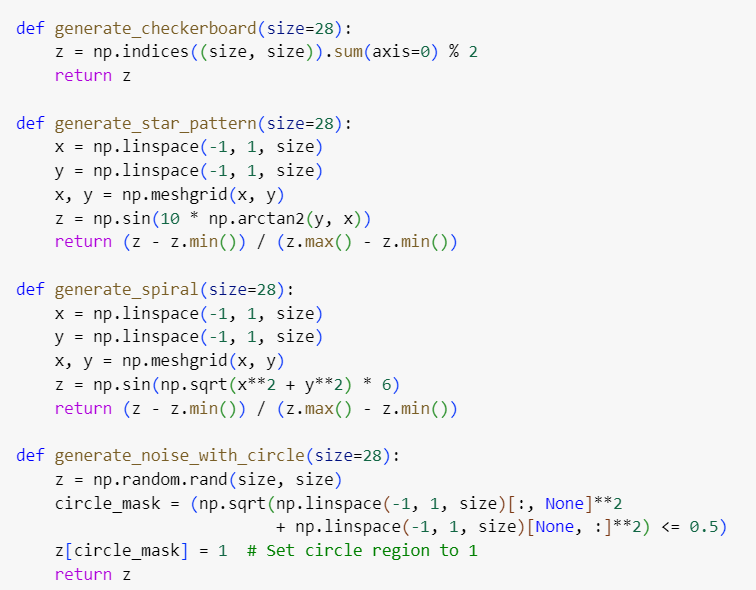 def generate_checkerboard(size=28):
    z = np.indices((size, size)).sum(axis=0) % 2
    return z

def generate_star_pattern(size=28):
    x = np.linspace(-1, 1, size)
    y = np.linspace(-1, 1, size)
    x, y = np.meshgrid(x, y)
    z = np.sin(10 * np.arctan2(y, x))
    return (z - z.min()) / (z.max() - z.min())

def generate_spiral(size=28):
    x = np.linspace(-1, 1, size)
    y = np.linspace(-1, 1, size)
    x, y = np.meshgrid(x, y)
    z = np.sin(np.sqrt(x**2 + y**2) * 6)
    return (z - z.min()) / (z.max() - z.min())

def generate_noise_with_circle(size=28):
    z = np.random.rand(size, size)
    circle_mask = (np.sqrt(np.linspace(-1, 1, size)[:, None]**2
                           + np.linspace(-1, 1, size)[None, :]**2) <= 0.5)
    z[circle_mask] = 1  # Set circle region to 1
    return z